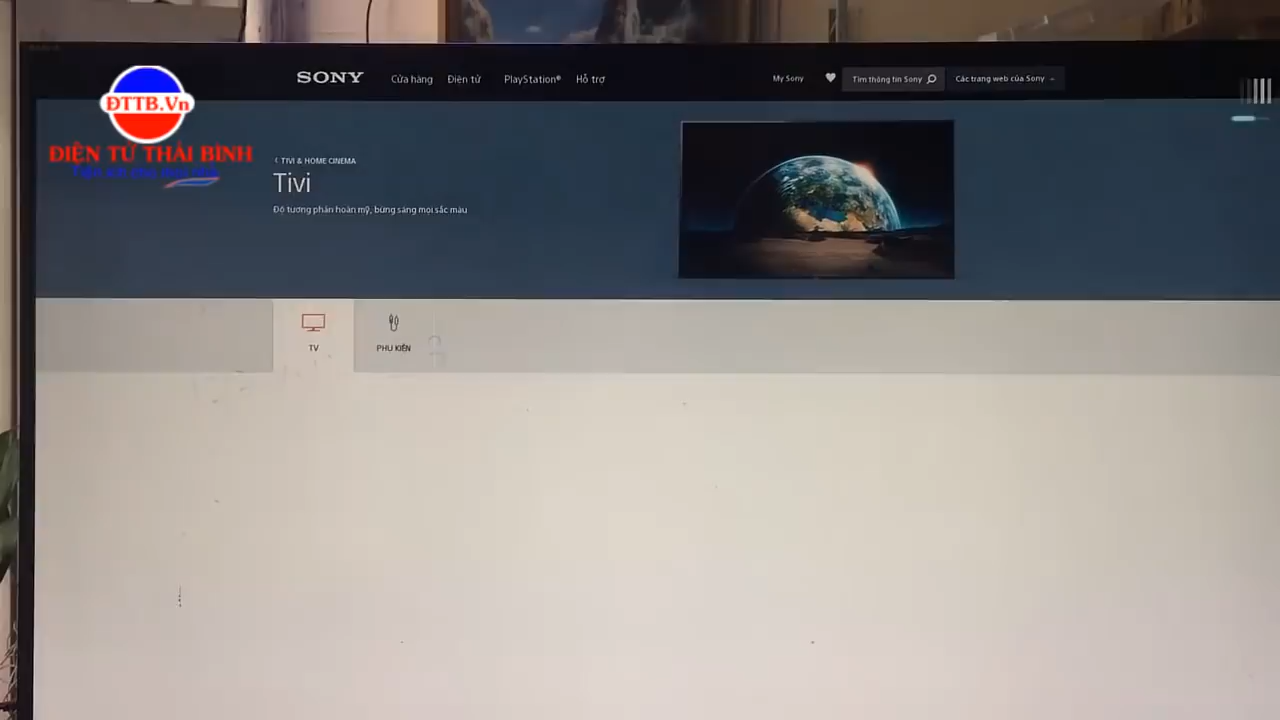 SONY
Cửa hàng
Điện tử
PlayStation®
Hỗ trợ
My Sony
Tìm thông tin Sony
Các trang web của Sony
ĐTTB.Vn
ĐIỆN TỬ THÁI BÌNH
TIVI & HOME CINEMA
Tivi
Độ tương phản hoàn mỹ, bừng sáng mọi sắc màu
TV
PHỤ KIỆN